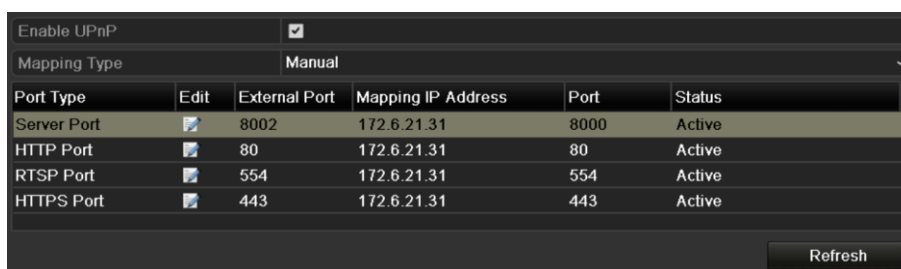 Enable UPnP
Mapping Type Manual
Port Type Edit External Port Mapping IP Address Port Status
Server Port 8002 172.6.21.31 8000 Active
HTTP Port 80 172.6.21.31 80 Active
RTSP Port 554 172.6.21.31 554 Active
HTTPS Port 443 172.6.21.31 443 Active
Refresh